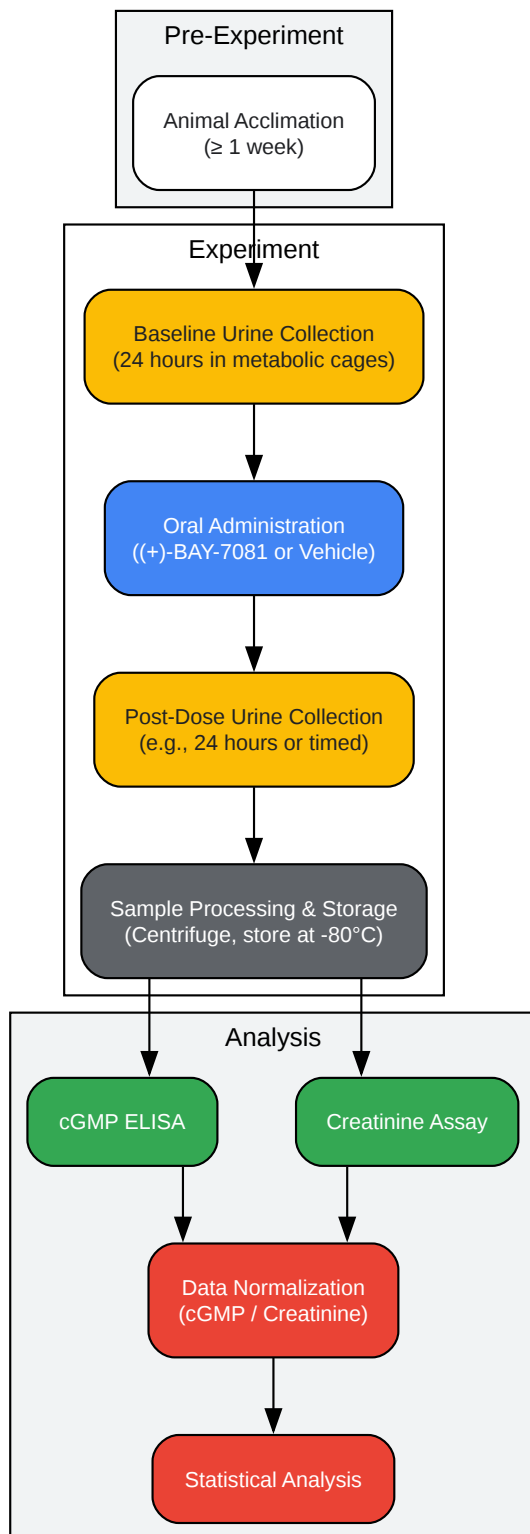 Pre-Experiment
Animal Acclimation
(≥ 1 week)
Experiment
Baseline Urine Collection
(24 hours in metabolic cages)
Oral Administration
((+)-BAY-7081 or Vehicle)
Post-Dose Urine Collection
(e.g., 24 hours or timed)
Sample Processing & Storage
(Centrifuge, store at -80°C)
Analysis
cGMP ELISA
Creatinine Assay
Data Normalization
(cGMP / Creatinine)
Statistical Analysis